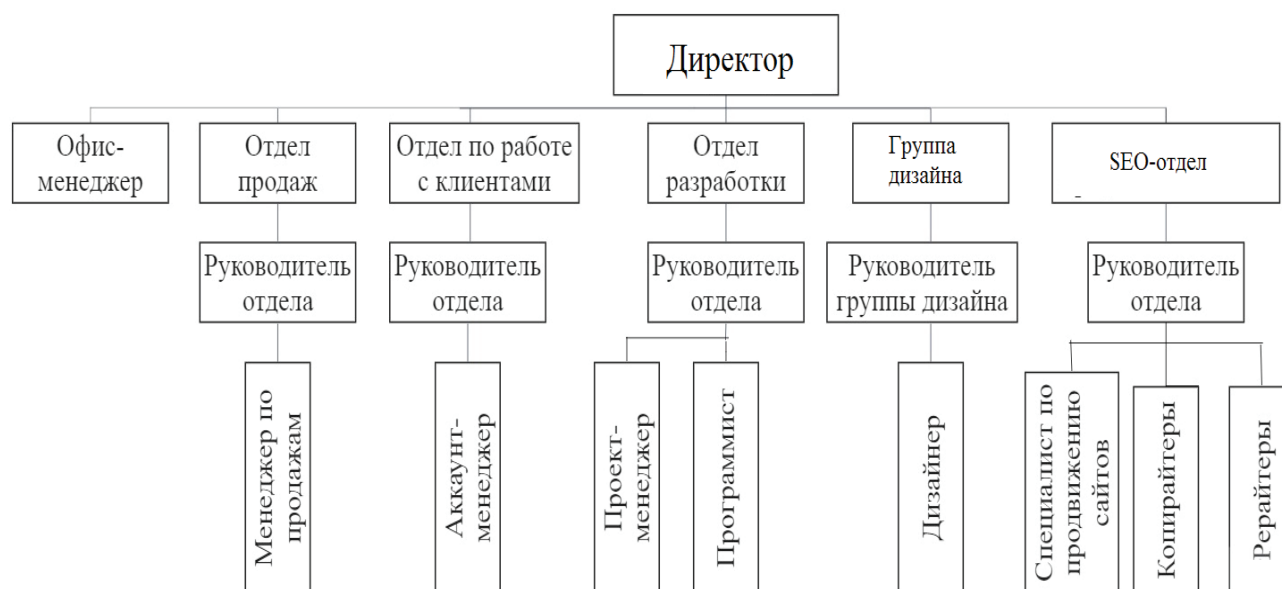 Директор
Офис-
менеджер
Отдел
продаж
Отдел по работе
с клиентами
Отдел
разработки
Группа
дизайна
SEO-отдел
Руководитель
отдела
Руководитель
отдела
Руководитель
отдела
Руководитель
группы дизайна
Руководитель
отдела
Менеджер по
продажам
Аккаунт-
менеджер
Проект-
менеджер
Программист
Дизайнер
Специалист по
продвижению
сайтов
Копирайтеры
Рерайтеры